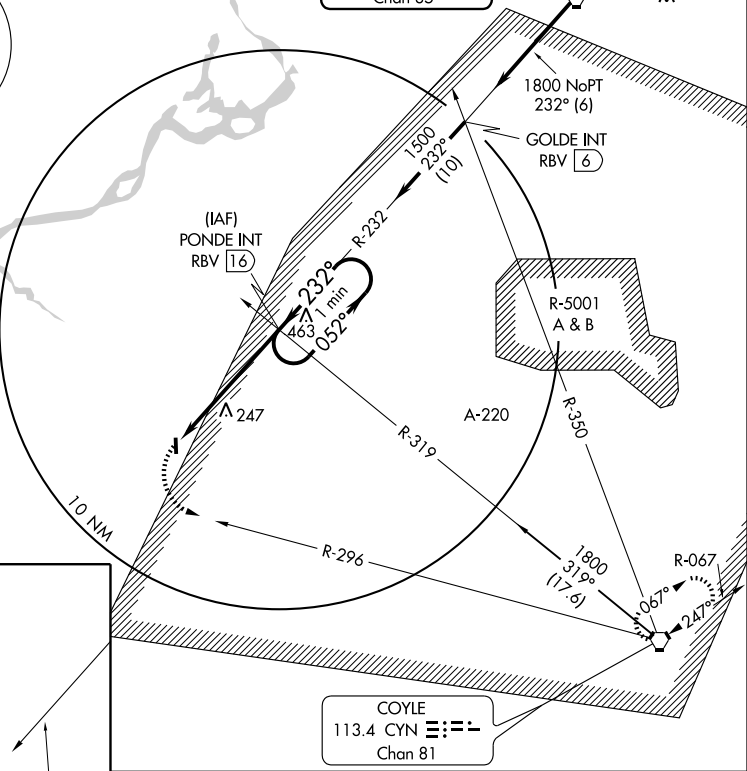 1800 NoPT
232° (6)
GOLDE INT
RBV 6
1500
232°
(10)
R-232
(IAF)
PONDE INT
RBV 16
232°
1 min
052°
463
247
R-5001
A & B
A-220
R-350
R-319
R-296
10 NM
1800
319°
(17.6)
R-067
067°
247°
COYLE
113.4 CYN
Chan 81